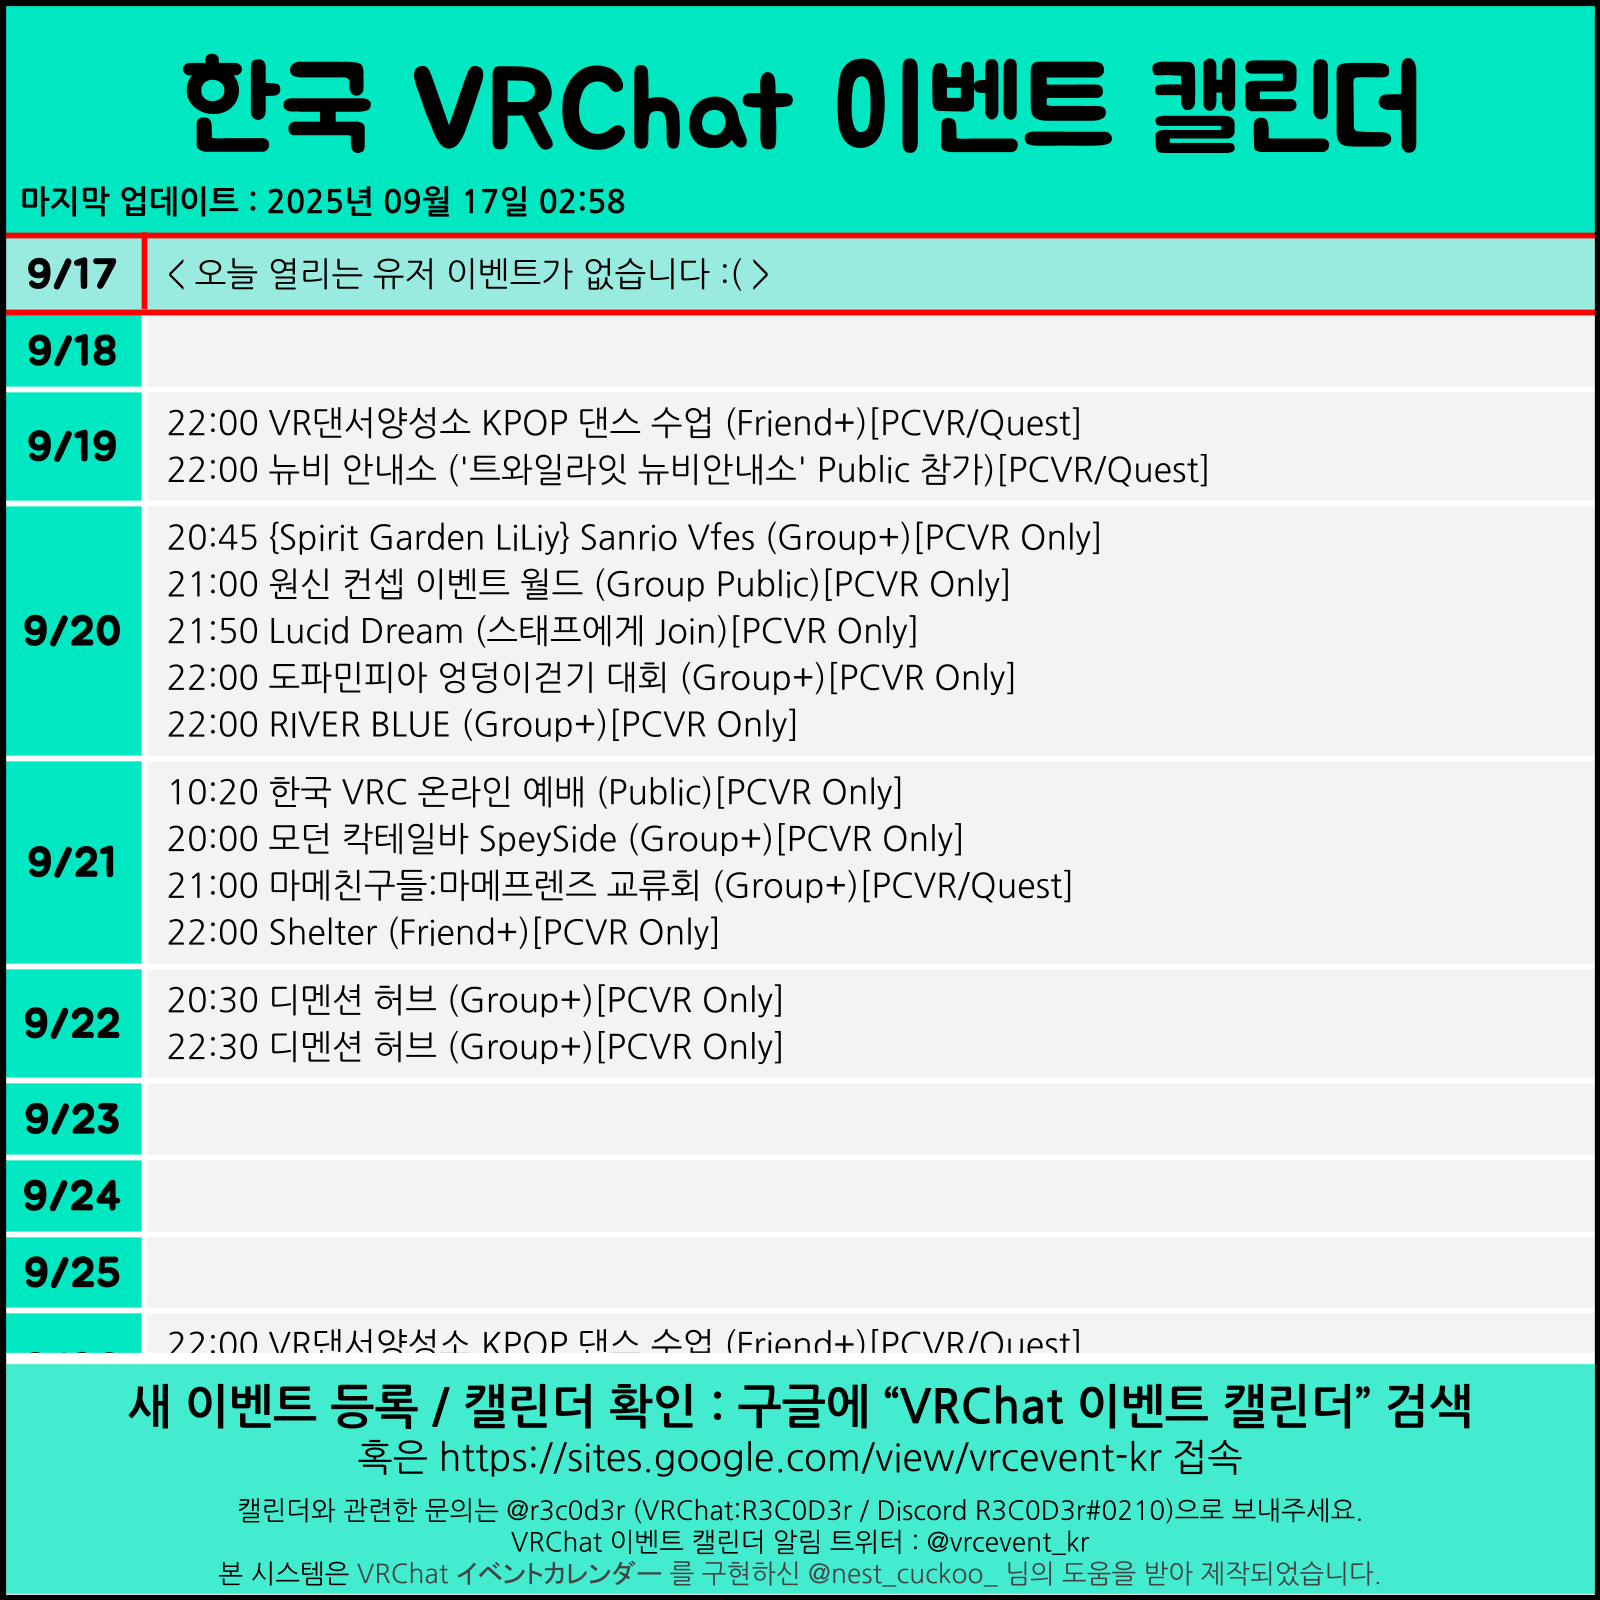 한국 VRChat 이벤트 캘린더
마지막 업데이트 : 2025년 09월 17일 02:58
9/17 < 오늘 열리는 유저 이벤트가 없습니다 :( >
9/18
9/19
22:00 VR댄서양성소 KPOP 댄스 수업 (Friend+)[PCVR/Quest]
22:00 뉴비 안내소 ('트와일라잇 뉴비안내소' Public 참가)[PCVR/Quest]
9/20
20:45 {Spirit Garden LiLiy} Sanrio Vfes (Group+)[PCVR Only]
21:00 원신 컨셉 이벤트 월드 (Group Public)[PCVR Only]
21:50 Lucid Dream (스태프에게 Join)[PCVR Only]
22:00 도파민피아 엉덩이걷기 대회 (Group+)[PCVR Only]
22:00 RIVER BLUE (Group+)[PCVR Only]
9/21
10:20 한국 VRC 온라인 예배 (Public)[PCVR Only]
20:00 모던 칵테일바 SpeySide (Group+)[PCVR Only]
21:00 마메친구들:마메프렌즈 교류회 (Group+)[PCVR/Quest]
22:00 Shelter (Friend+)[PCVR Only]
9/22
20:30 디멘션 허브 (Group+)[PCVR Only]
22:30 디멘션 허브 (Group+)[PCVR Only]
9/23
9/24
9/25
22:00 VR댄서양성소 KPOP 댄스 수업 (Friend+)[PCVR/Quest]
새 이벤트 등록 / 캘린더 확인 : 구글에 “VRChat 이벤트 캘린더” 검색
혹은 https://sites.google.com/view/vrcevent-kr 접속
캘린더와 관련한 문의는 @r3c0d3r (VRChat:R3C0D3r / Discord R3C0D3r#0210)으로 보내주세요.
VRChat 이벤트 캘린더 알림 트위터 : @vrcevent_kr
본 시스템은 VRChat イベントカレンダー 를 구현하신 @nest_cuckoo_ 님의 도움을 받아 제작되었습니다.